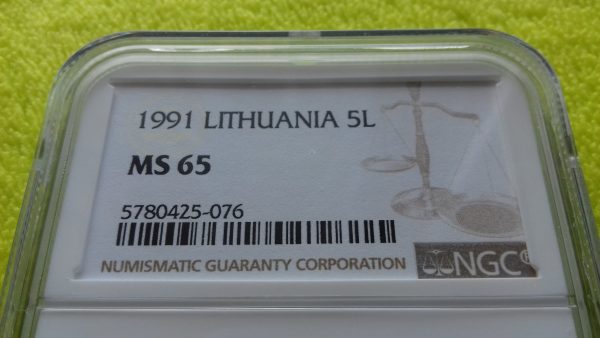 1991 LITHUANIA 5L
MS 65
5780425-076
NUMISMATIC GUARANTY CORPORATION
NGC®